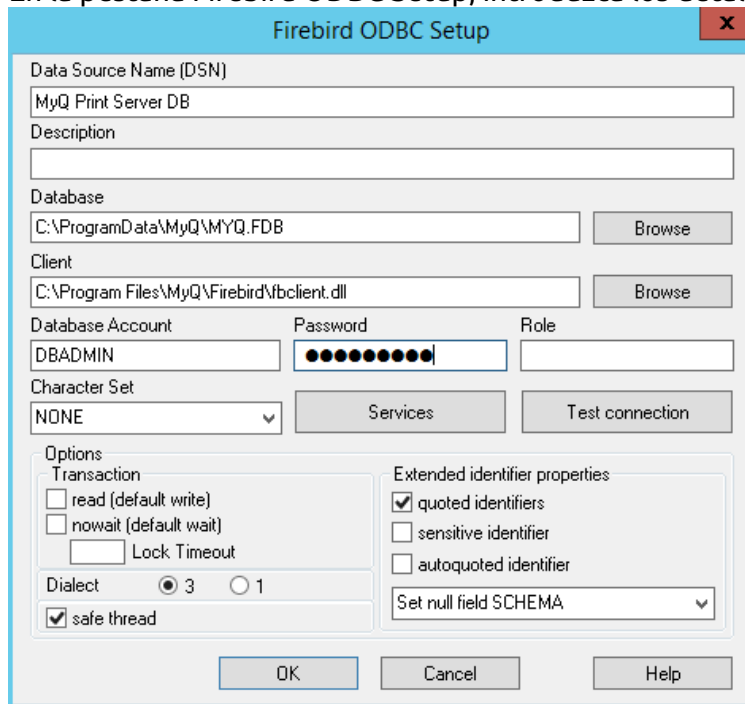 Firebird ODBC Setup
x
Data Source Name (DSN)
MyQ Print Server DB
Description
Database
C:\ProgramData\MyQ\MYQ.FDB
Browse
Client
C:\Program Files\MyQ\Firebird\fbclient.dll
Browse
Database Account Password Role
DBADMIN ●●●●●●●●●
Character Set
NONE
Services
Test connection
Options
Transaction
read (default write)
nowait (default wait)
Lock Timeout
Dialect 3 1
safe thread
Extended identifier properties
quoted identifiers
sensitive identifier
autoquoted identifier
Set null field SCHEMA
OK Cancel Help